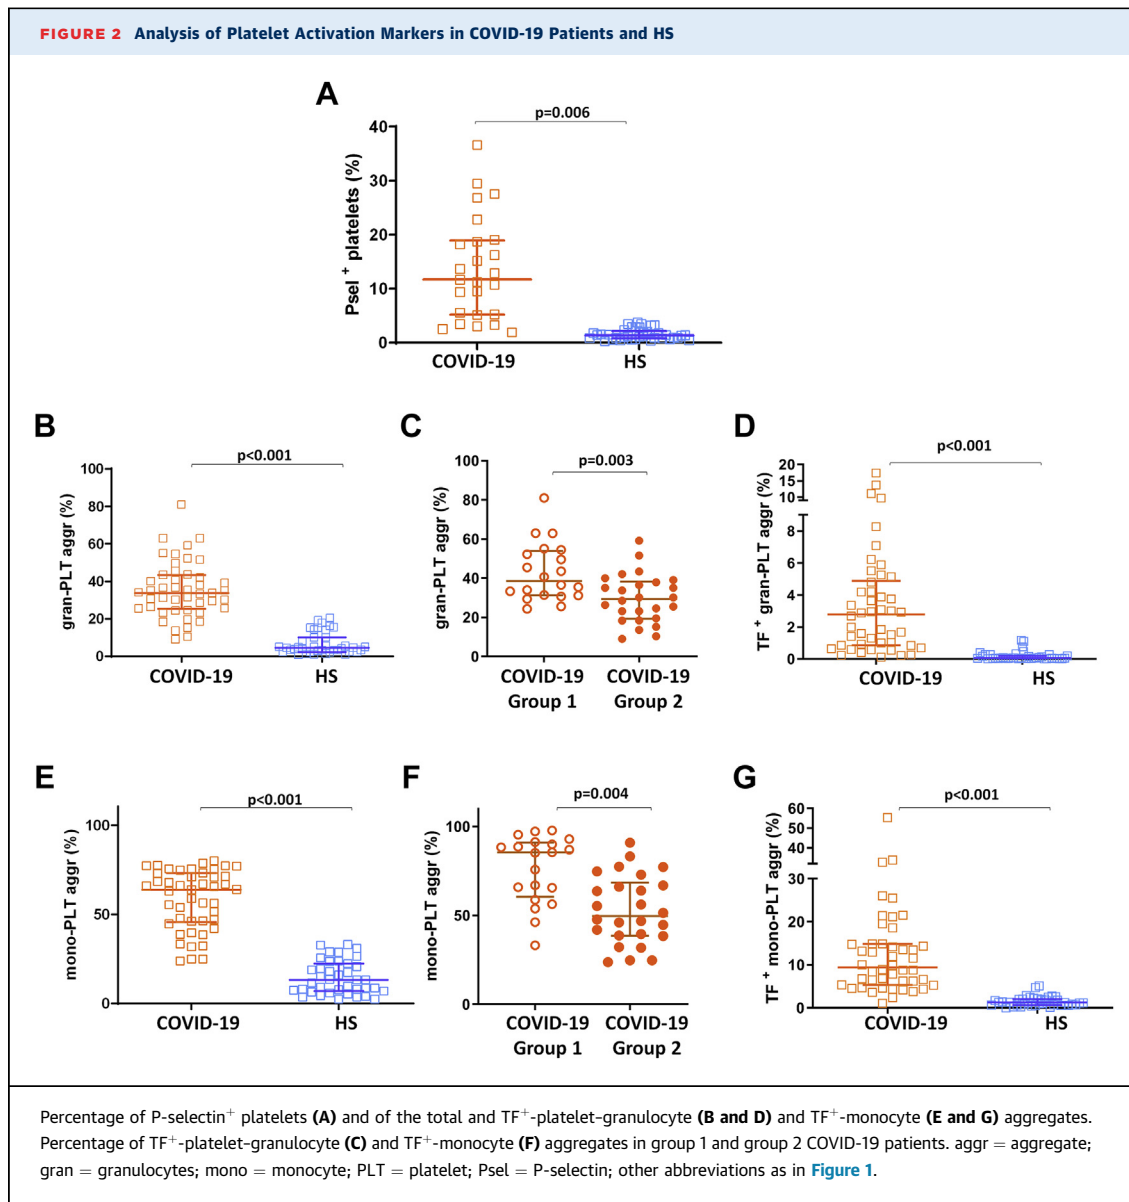 FIGURE 2 Analysis of Platelet Activation Markers in COVID-19 Patients and HS
A
p=0.006
Psel + platelets (%)
40
30
20
10
0
COVID-19 HS
B
p<0.001
gran-PLT aggr (%)
100
80
60
40
20
0
COVID-19 HS
C
p=0.003
gran-PLT aggr (%)
100
80
60
40
20
0
COVID-19 COVID-19
Group 1 Group 2
D
p<0.001
TF + gran-PLT aggr (%)
20
15
10
8
6
4
2
0
COVID-19 HS
E
p<0.001
mono-PLT aggr (%)
100
50
0
COVID-19 HS
F
p=0.004
mono-PLT aggr (%)
100
50
0
COVID-19 COVID-19
Group 1 Group 2
G
p<0.001
TF + mono-PLT aggr (%)
60
50
40
30
20
10
0
COVID-19 HS
Percentage of P-selectin+ platelets (A) and of the total and TF+-platelet–granulocyte (B and D) and TF+-monocyte (E and G) aggregates.
Percentage of TF+-platelet–granulocyte (C) and TF+-monocyte (F) aggregates in group 1 and group 2 COVID-19 patients. aggr = aggregate;
gran = granulocytes; mono = monocyte; PLT = platelet; Psel = P-selectin; other abbreviations as in Figure 1.